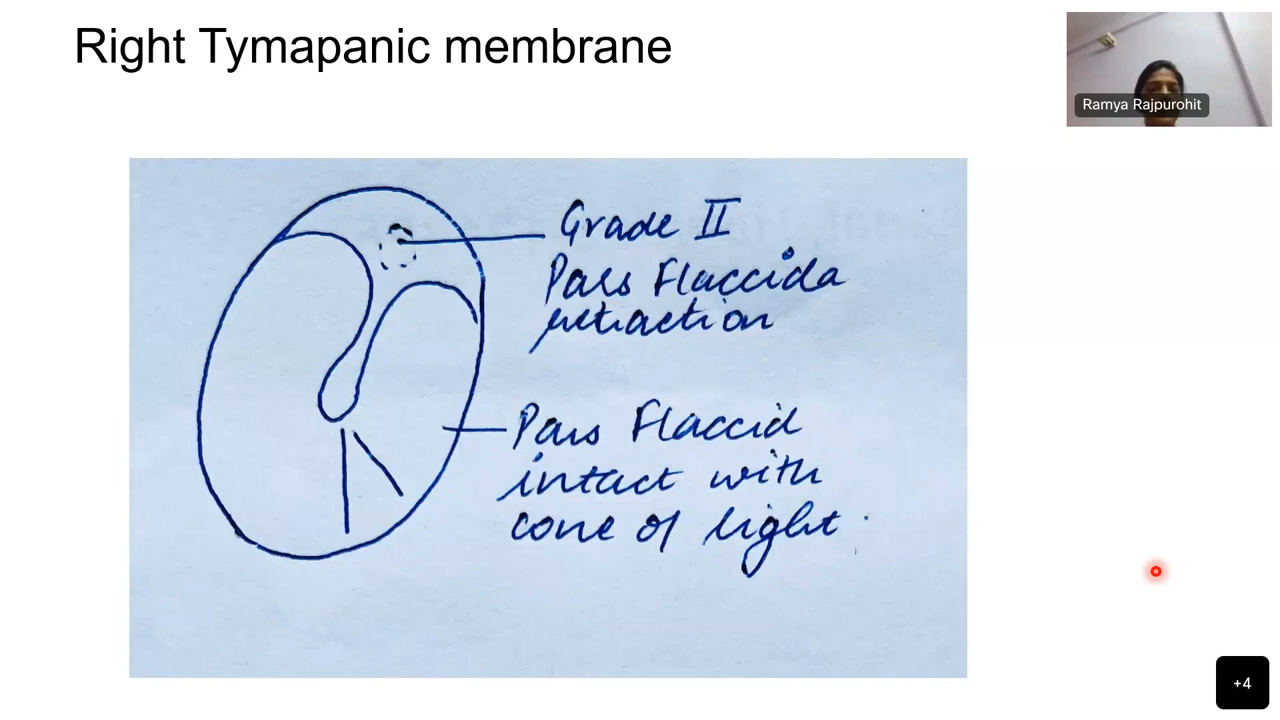 Right Tymapanic membrane
Ramya Rajpurohit
Grade II
Pars Flaccida
retraction
Pars Flaccid
intact with
cone of light.
+4